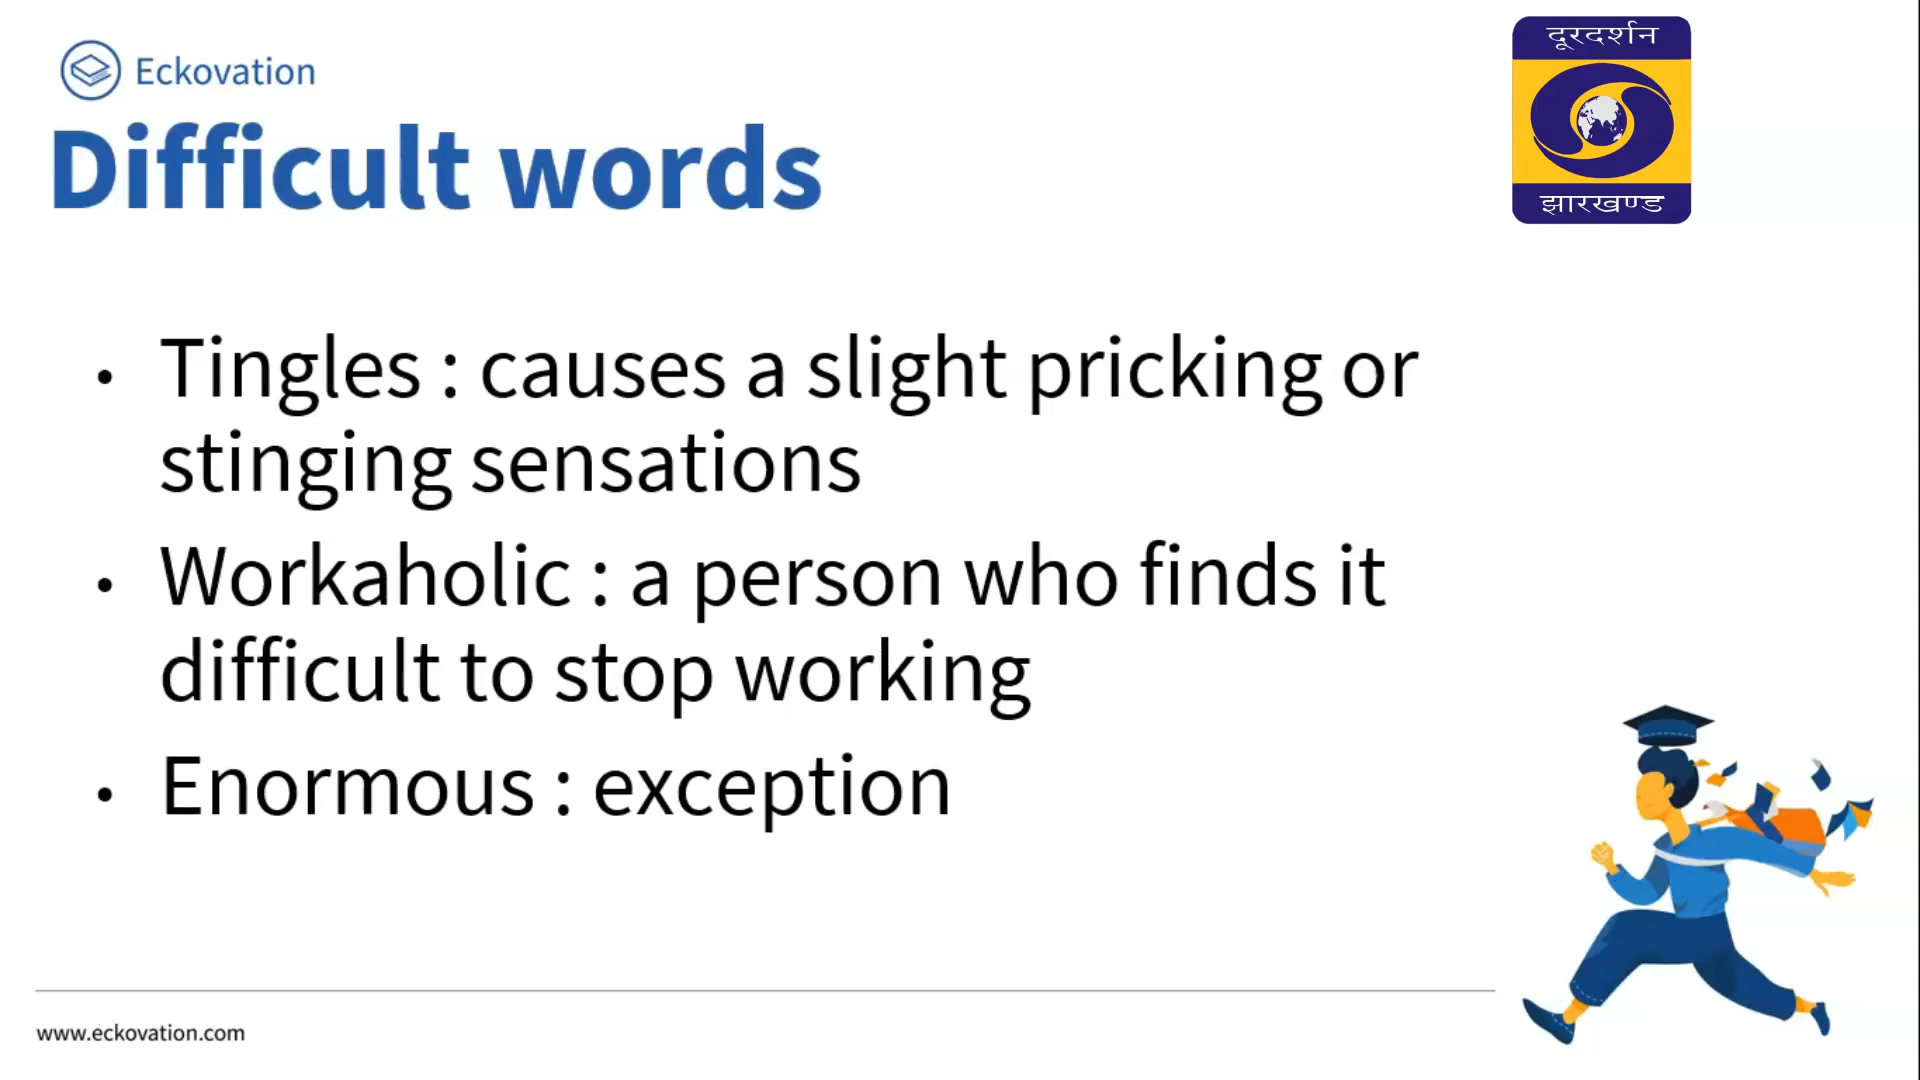 Eckovation
दूरदर्शन
Difficult words
झारखण्ड
• Tingles : causes a slight pricking or
stinging sensations
• Workaholic : a person who finds it
difficult to stop working
• Enormous : exception
www.eckovation.com